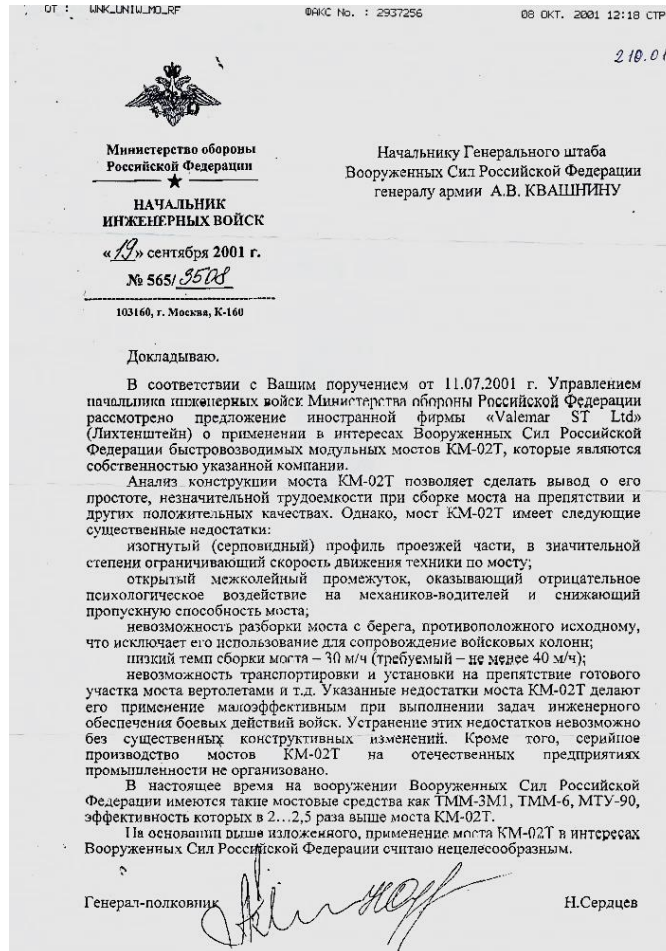 ОТ : WNK_UNIW_MO_RF ФАКС No. : 2937256 08 ОКТ. 2001 12:18 СТР
Министерство обороны
Российской Федерации
НАЧАЛЬНИК
ИНЖЕНЕРНЫХ ВОЙСК
«19» сентября 2001 г.
№ 565/3508
103160, г. Москва, К-160
Начальнику Генерального штаба
Вооруженных Сил Российской Федерации
генералу армии А.В. КВАШНИНУ
Докладываю.
В соответствии с Вашим поручением от 11.07.2001 г. Управлением
начальника инженерных войск Министерства обороны Российской Федерации
рассмотрено предложение иностранной фирмы «Valemar ST Ltd»
(Лихтенштейн) о применении в интересах Вооруженных Сил Российской
Федерации быстровозводимых модульных мостов КМ-02Т, которые являются
собственностью указанной компании.
Анализ конструкции моста КМ-02Т позволяет сделать вывод о его
простоте, незначительной трудоемкости при сборке моста на препятствии и
других положительных качествах. Однако, мост КМ-02Т имеет следующие
существенные недостатки:
изогнутый (серповидный) профиль проезжей части, в значительной
степени ограничивающий скорость движения техники по мосту;
открытый межколейный промежуток, оказывающий отрицательное
психологическое воздействие на механиков-водителей и снижающий
пропускную способность моста;
невозможность разборки моста с берега, противоположного исходному,
что исключает его использование для сопровождение войсковых колонн;
низкий темп сборки моста – 30 м/ч (требуемый – не менее 40 м/ч);
невозможность транспортировки и установки на препятствие готового
участка моста вертолетами и т.д. Указанные недостатки моста КМ-02Т делают
его применение малоэффективным при выполнении задач инженерного
обеспечения боевых действий войск. Устранение этих недостатков невозможно
без существенных конструктивных изменений. Кроме того, серийное
производство мостов КМ-02Т на отечественных предприятиях
промышленности не организовано.
В настоящее время на вооружении Вооруженных Сил Российской
Федерации имеются такие мостовые средства как ТММ-3М1, ТММ-6, МТУ-90,
эффективность которых в 2...2,5 раза выше моста КМ-02Т.
На основании выше изложенного, применение моста КМ-02Т в интересах
Вооруженных Сил Российской Федерации считаю нецелесообразным.
Генерал-полковник Н.Сердцев